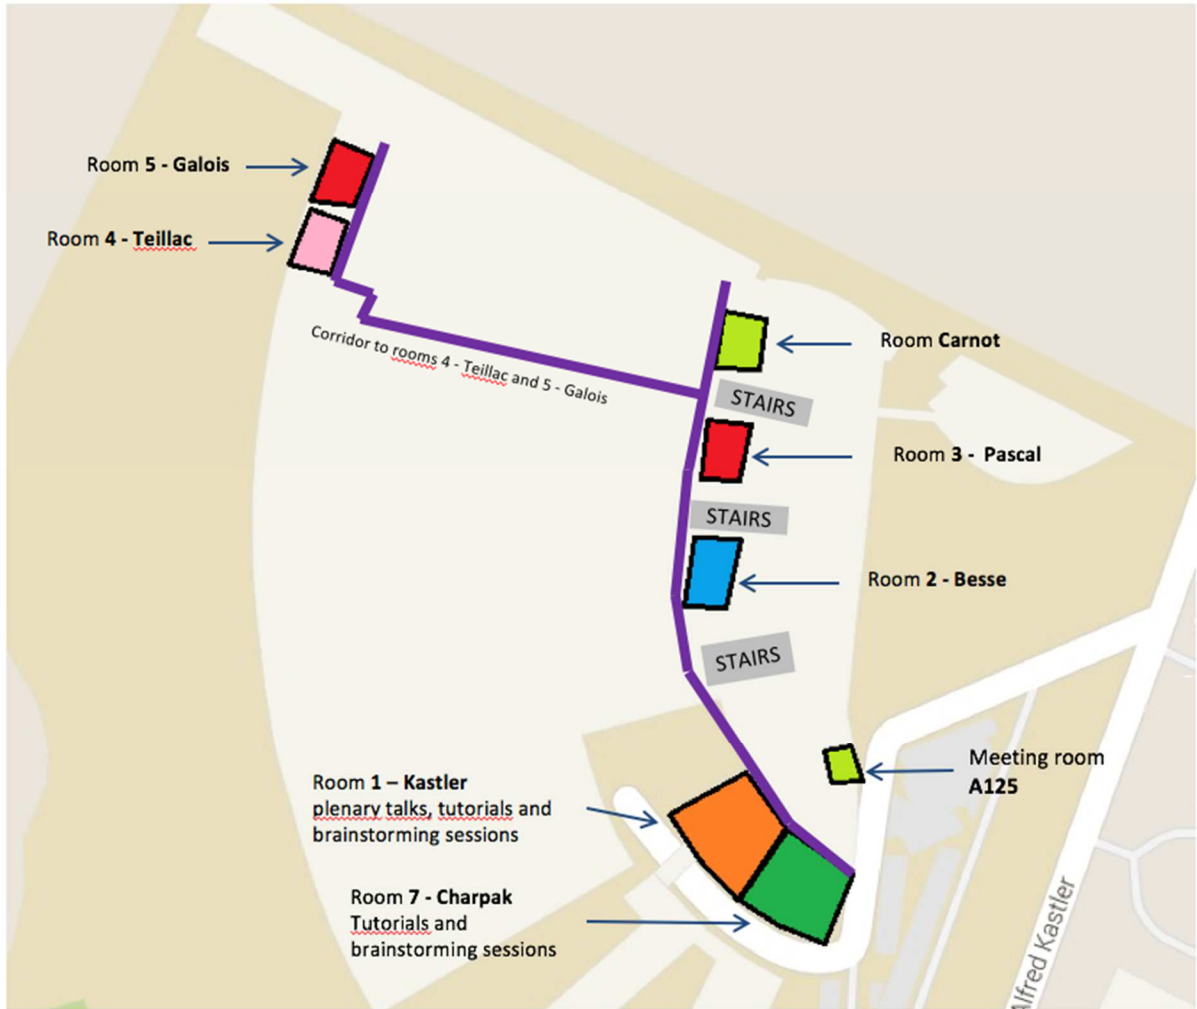 Room 5 - Galois
Room 4 - Teillac
Corridor to rooms 4 - Teillac and 5 - Galois
Room Carnot
STAIRS
Room 3 - Pascal
STAIRS
Room 2 - Besse
STAIRS
Meeting room
A125
Room 1 – Kastler
plenary talks, tutorials and
brainstorming sessions
Room 7 - Charpak
Tutorials and
brainstorming sessions
Alfred Kastler